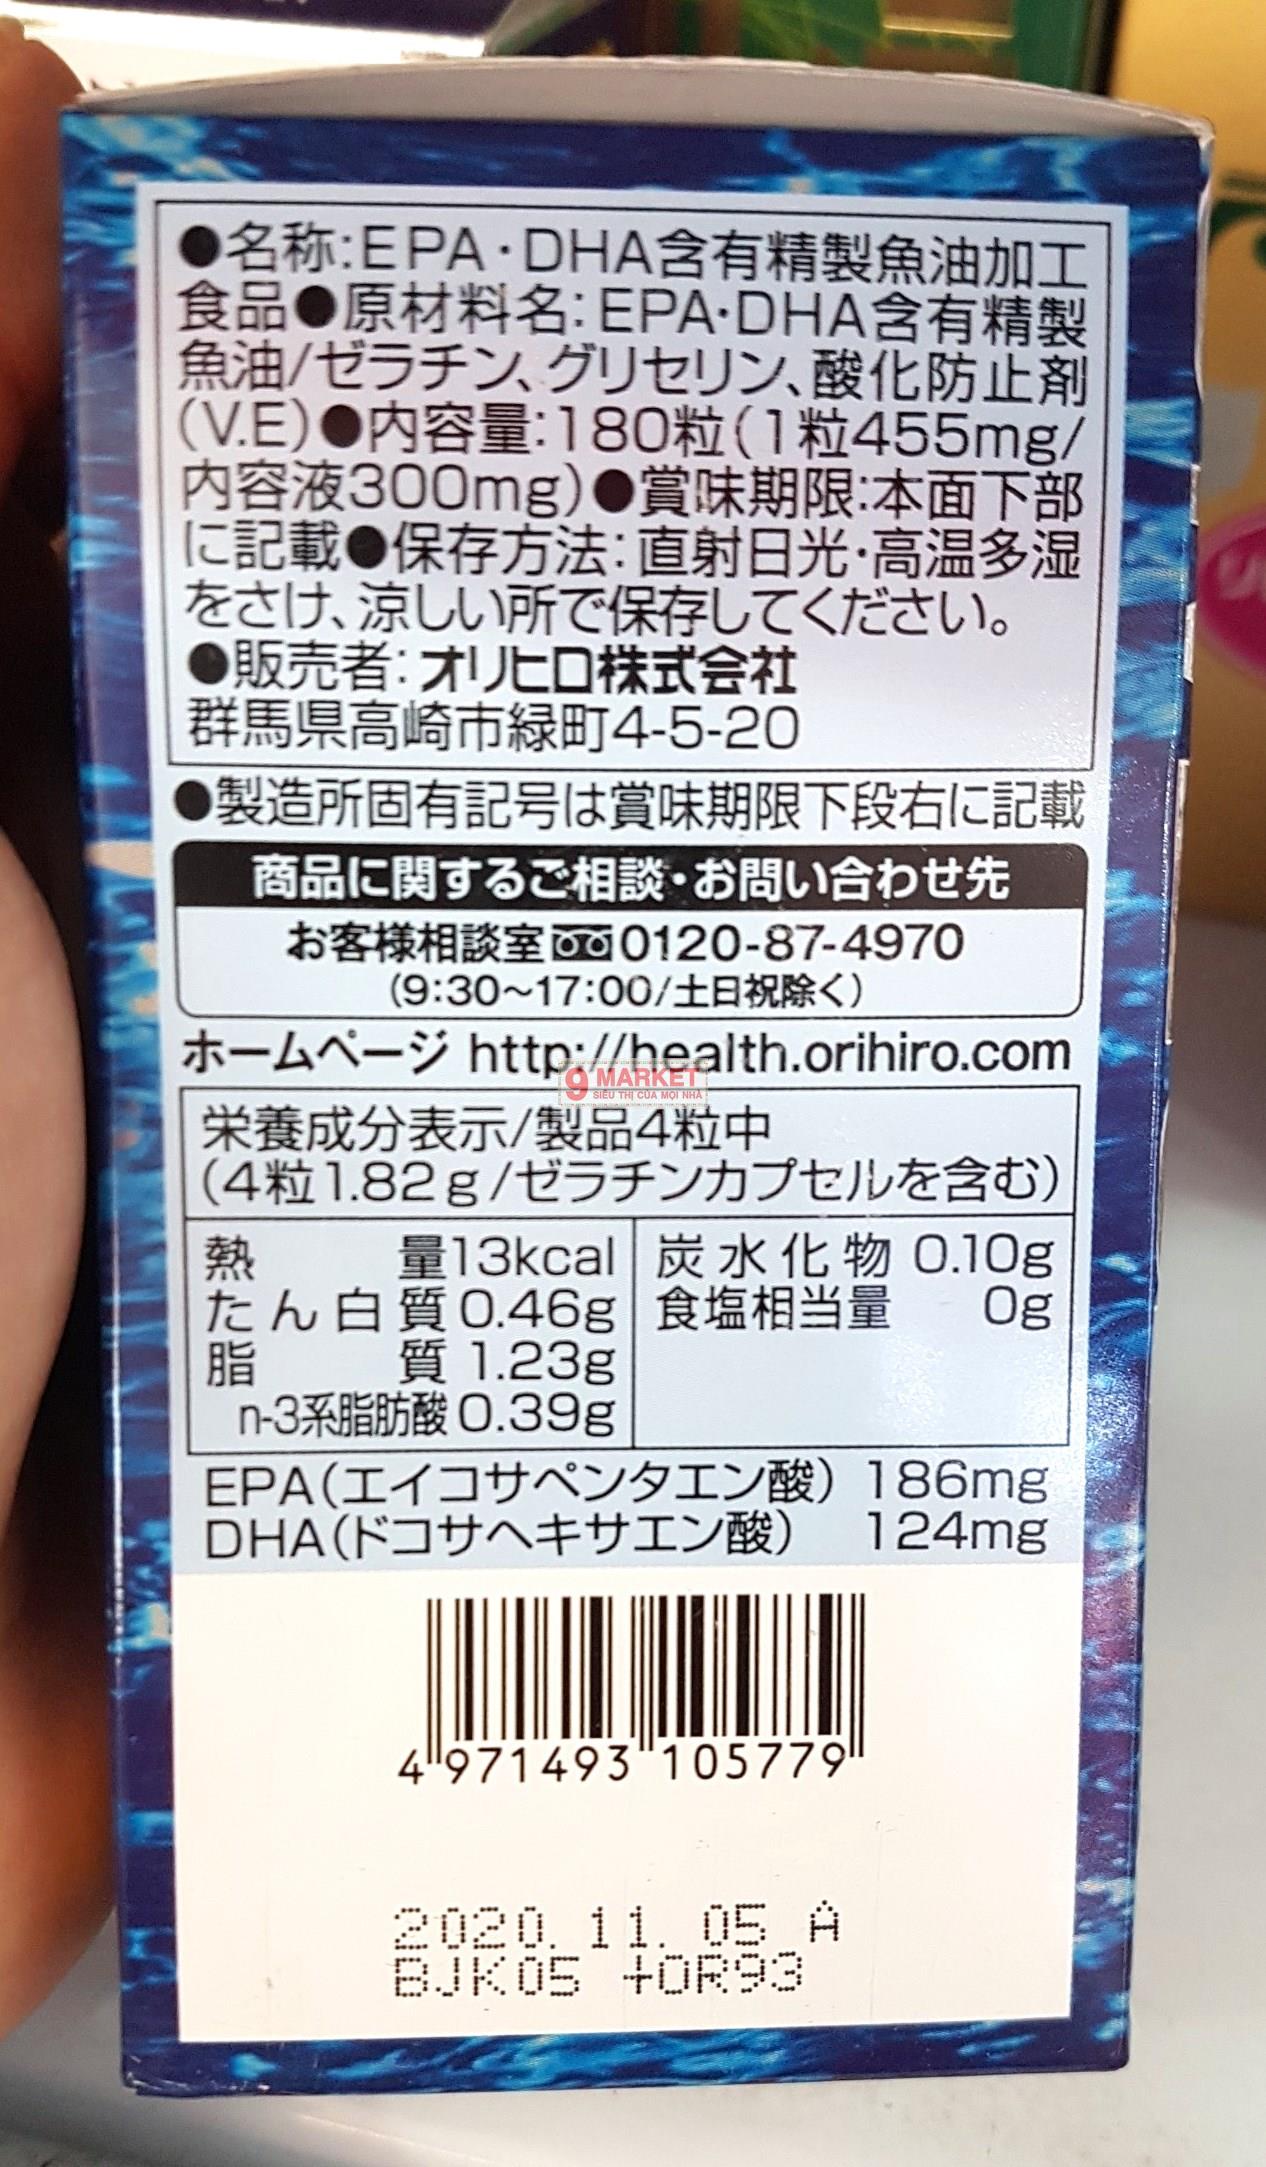 ●名称:EPA・DHA含有精製魚油加工
食品●原材料名:EPA・DHA含有精製
魚油/ゼラチン、グリセリン、酸化防止剤
(V.E)●内容量:180粒(1粒455mg/
内容液300mg)●賞味期限:本面下部
に記載●保存方法:直射日光・高温多湿
をさけ、涼しい所で保存してください。
●販売者:オリヒロ株式会社
群馬県高崎市緑町4-5-20
●製造所固有記号は賞味期限下段右に記載
商品に関するご相談・お問い合わせ先
お客様相談室 0120-87-4970
(9:30〜17:00/土日祝除く)
ホームページ http://health.orihiro.com
9 MARKET
SIÊU THỊ CỦA MỌI NHÀ
栄養成分表示/製品4粒中
(4粒1.82g/ゼラチンカプセルを含む)
熱量13kcal 炭水化物 0.10g
たん白質 0.46g 食塩相当量 0g
脂質 1.23g
n-3系脂肪酸 0.39g
EPA(エイコサペンタエン酸) 186mg
DHA(ドコサヘキサエン酸) 124mg
4 971493 105779
2020. 11. 05 A
BJK05 +OR93